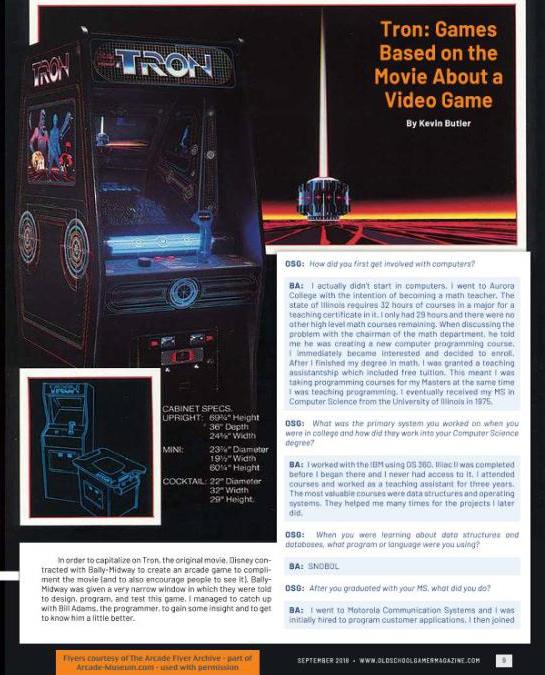 Tron: Games
Based on the
Movie About a
Video Game
By Kevin Butler
TRON
TRON
CABINET SPECS.
UPRIGHT: 69¾" Height
36" Depth
24⅜" Width
MINI: 23⅞" Diameter
19½" Width
60¼" Height
COCKTAIL: 22" Diameter
32" Width
29" Height.
TRON
In order to capitalize on Tron, the original movie, Disney con-
tracted with Bally-Midway to create an arcade game to compli-
ment the movie (and to also encourage people to see it). Bally-
Midway was given a very narrow window in which they were told
to design, program, and test this game. I managed to catch up
with Bill Adams, the programmer, to gain some insight and to get
to know him a little better.
OSG: How did you first get involved with computers?
BA: I actually didn't start in computers. I went to Aurora
College with the intention of becoming a math teacher. The
state of Illinois requires 32 hours of courses in a major for a
teaching certificate in it. I only had 29 hours and there were no
other high level math courses remaining. When discussing the
problem with the chairman of the math department, he told
me he was creating a new computer programming course.
I immediately became interested and decided to enroll.
After I finished my degree in math, I was granted a teaching
assistantship which included free tuition. This meant I was
taking programming courses for my Masters at the same time
I was teaching programming. I eventually received my MS in
Computer Science from the University of Illinois in 1975.
OSG: What was the primary system you worked on when you
were in college and how did they work into your Computer Science
degree?
BA: I worked with the IBM using OS 360. Illiac II was completed
before I began there and I never had access to it. I attended
courses and worked as a teaching assistant for three years.
The most valuable courses were data structures and operating
systems. They helped me many times for the projects I later
did.
OSG: When you were learning about data structures and
databases, what program or language were you using?
BA: SNOBOL
OSG: After you graduated with your MS, what did you do?
BA: I went to Motorola Communication Systems and I was
initially hired to program customer applications. I then joined
Flyers courtesy of The Arcade Flyer Archive - part of
Arcade-Museum.com - used with permission
SEPTEMBER 2018 • WWW.OLDSCHOOLGAMERMAGAZINE.COM 9